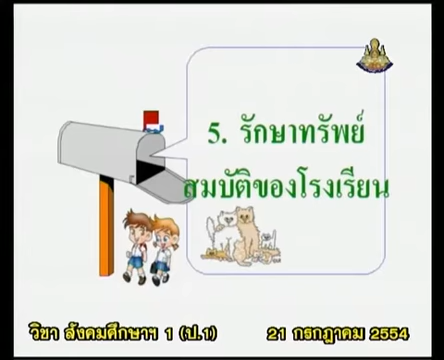 5. รักษาทรัพย์
สมบัติของโรงเรียน
วิชา สังคมศึกษาฯ 1 (ป.1) 21 กรกฎาคม 2554